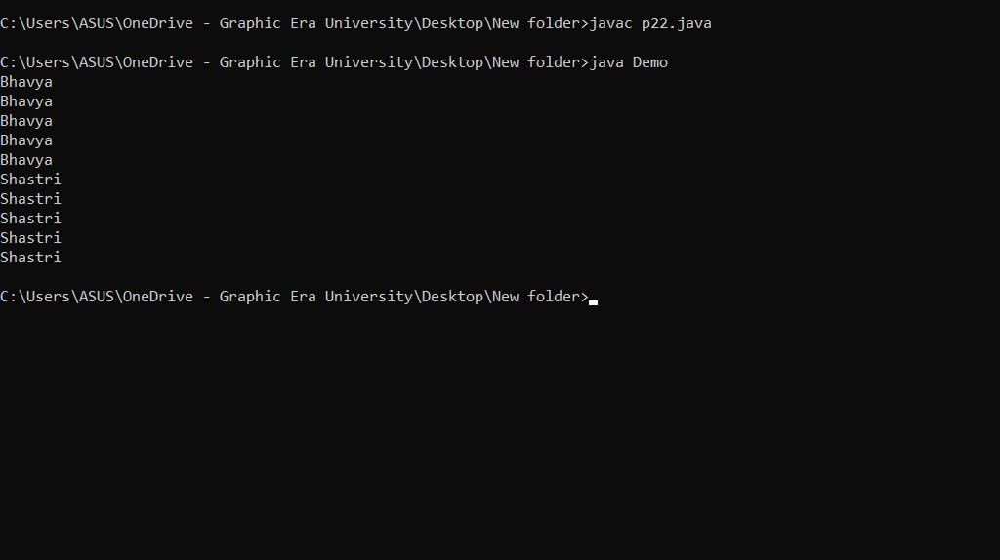 C:\Users\ASUS\OneDrive - Graphic Era University\Desktop\New folder>javac p22.java
C:\Users\ASUS\OneDrive - Graphic Era University\Desktop\New folder>java Demo
Bhavya
Bhavya
Bhavya
Bhavya
Bhavya
Shastri
Shastri
Shastri
Shastri
Shastri
C:\Users\ASUS\OneDrive - Graphic Era University\Desktop\New folder>